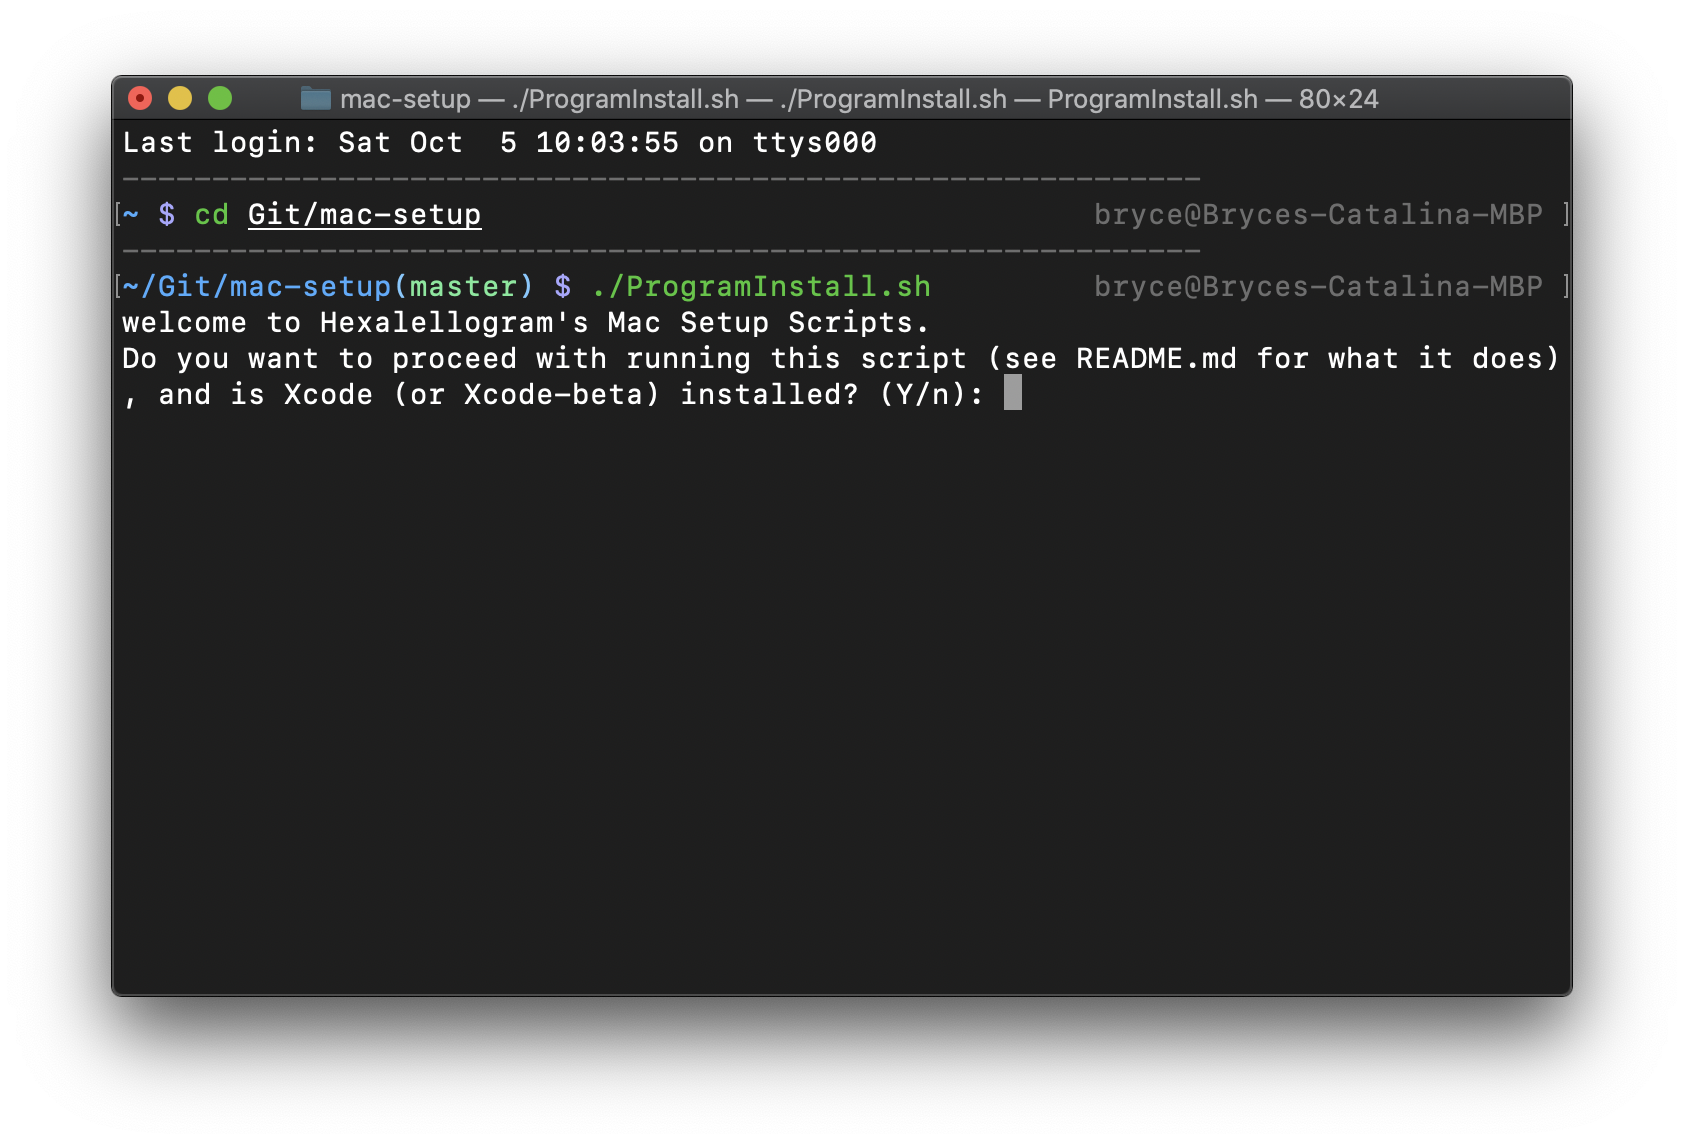 mac-setup — ./ProgramInstall.sh — ./ProgramInstall.sh — ProgramInstall.sh — 80×24
Last login: Sat Oct  5 10:03:55 on ttys000
————————————————————————————————————————————————————————————
[~ $ cd Git/mac-setup                                  bryce@Bryces-Catalina-MBP ]
————————————————————————————————————————————————————————————
[~/Git/mac-setup(master) $ ./ProgramInstall.sh         bryce@Bryces-Catalina-MBP ]
welcome to Hexalellogram's Mac Setup Scripts.
Do you want to proceed with running this script (see README.md for what it does)
, and is Xcode (or Xcode-beta) installed? (Y/n):